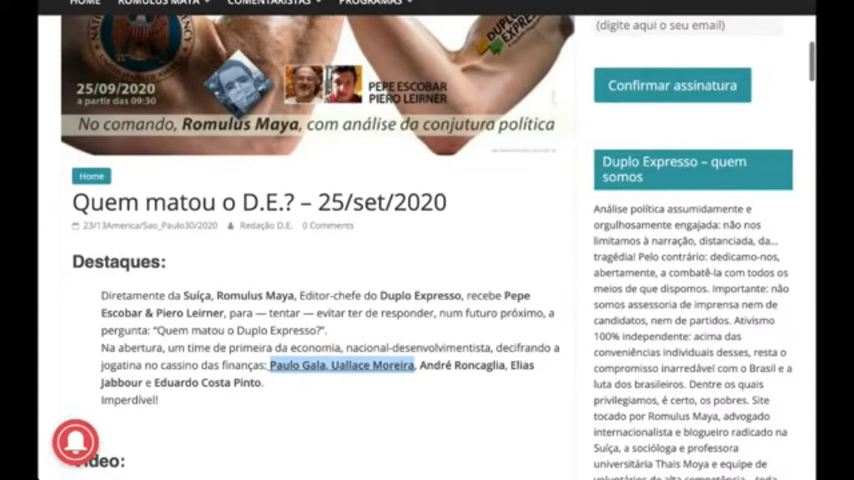 HOME ROMULUS MAYA COMENTARISTAS PROGRAMAS
(digite aqui o seu email)
DUPLO
EXPRESSO
25/09/2020
a partir das 09:30
PEPE ESCOBAR
PIERO LEIRNER
Confirmar assinatura
No comando, Romulus Maya, com análise da conjutura política
Home
Quem matou o D.E.? – 25/set/2020
23/13America/Sao_Paulo30/2020 Redação D.E. 0 Comments
Destaques:
Diretamente da Suíça, Romulus Maya, Editor-chefe do Duplo Expresso, recebe Pepe
Escobar & Piero Leirner, para — tentar — evitar ter de responder, num futuro próximo, a
pergunta: “Quem matou o Duplo Expresso?”.
Na abertura, um time de primeira da economia, nacional-desenvolvimentista, decifrando a
jogatina no cassino das finanças: Paulo Gala, Uallace Moreira, André Roncaglia, Elias
Jabbour e Eduardo Costa Pinto.
Imperdível!
Video:
Duplo Expresso – quem
somos
Análise política assumidamente e
orgulhosamente engajada: não nos
limitamos à narração, distanciada, da...
tragédia! Pelo contrário: dedicamo-nos,
abertamente, a combatê-la com todos os
meios de que dispomos. Importante: não
somos assessoria de imprensa nem de
candidatos, nem de partidos. Ativismo
100% independente: acima das
conveniências individuais desses, resta o
compromisso inarredável com o Brasil e a
luta dos brasileiros. Dentre os quais
privilegiamos, é certo, os pobres. Site
tocado por Romulus Maya, advogado
internacionalista e blogueiro radicado na
Suíça, a socióloga e professora
universitária Thais Moya e equipe de
voluntários de alta competência – toda